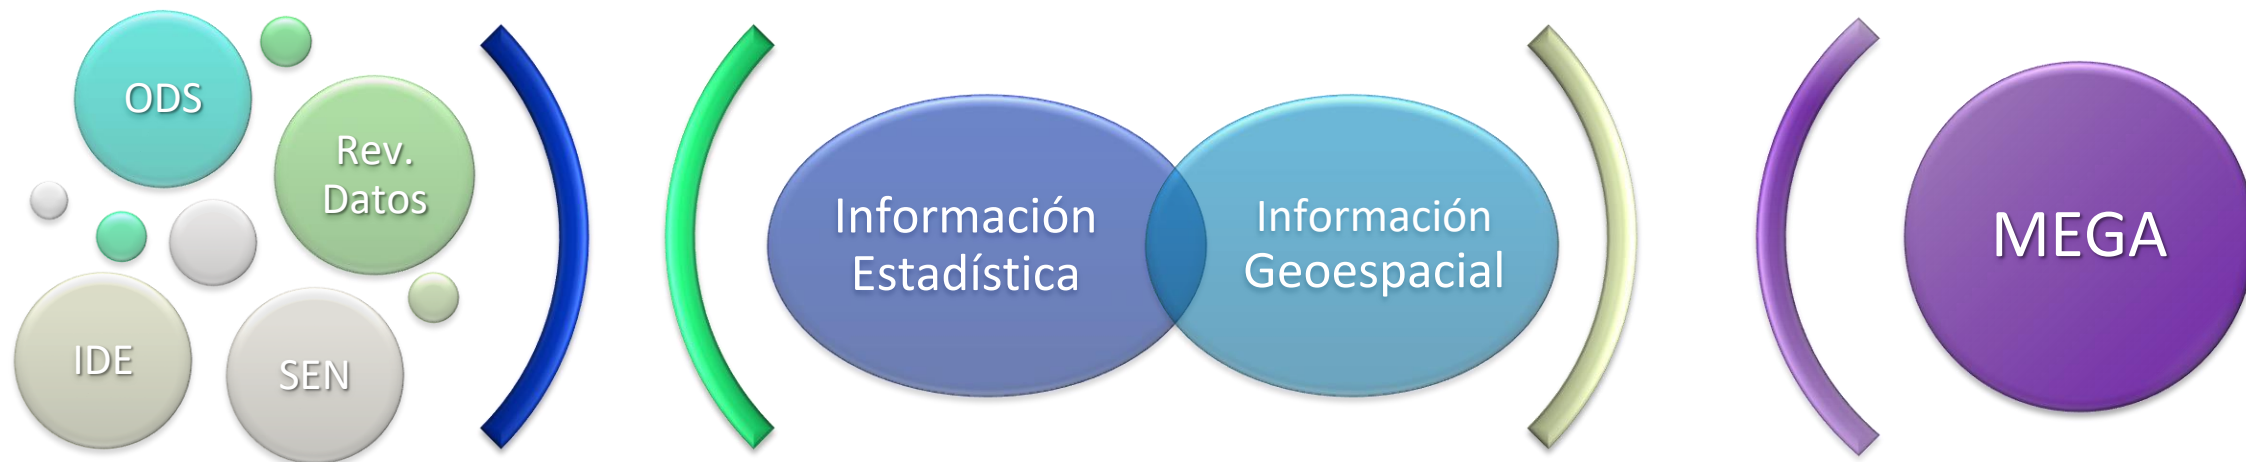 ODS
Rev.
Datos
IDE
SEN
Información
Estadística
Información
Geoespacial
MEGA